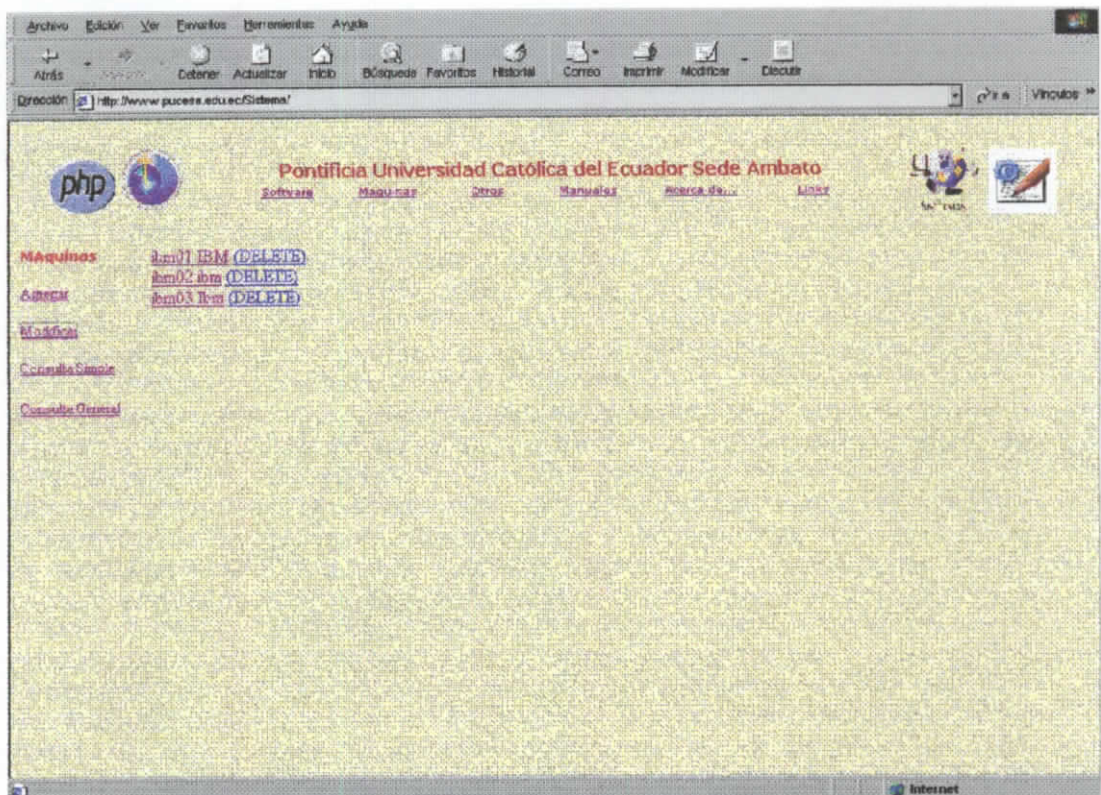 Archivo Edición Ver Favoritos Herramientas Ayuda
Atrás Detener Actualizar Inicio Búsqueda Favoritos Historial Correo Imprimir Modificar Discutir
Dirección http://www.pucesa.edu.ec/Sistema/ Ir a Vínculos »
php
Pontificia Universidad Católica del Ecuador Sede Ambato
Software Maquinas Otros Manuales Acerca de... Links
MAquinas
ibm01 IBM (DELETE)
ibm02 ibm (DELETE)
ibm03 Ibm (DELETE)
Agregar
Modificar
Consulta Simple
Consulta General
Internet